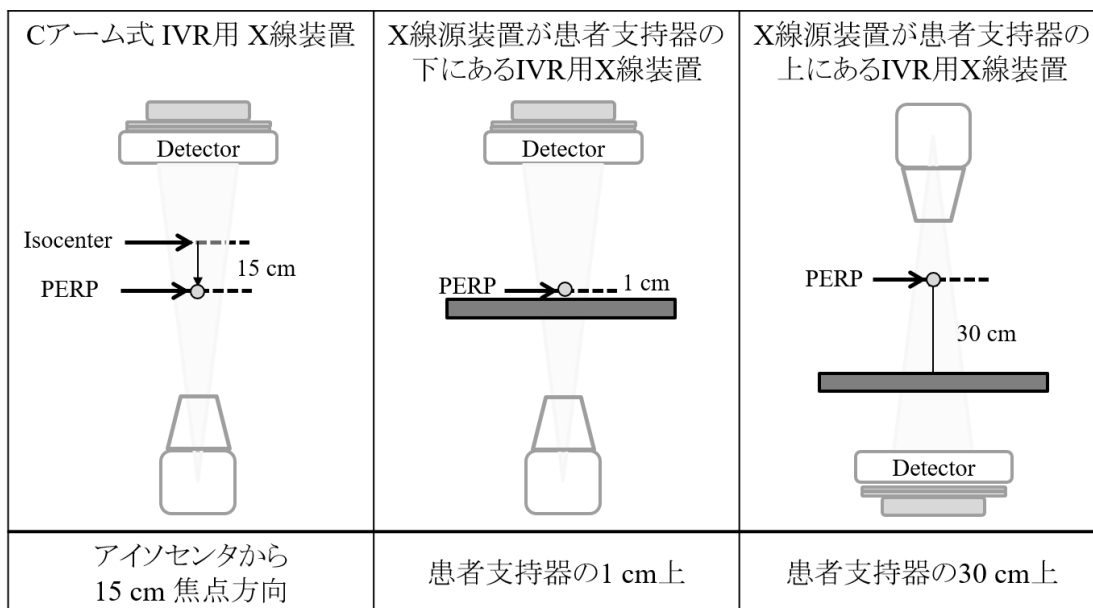 Cアーム式 IVR用 X線装置
Detector
Isocenter
15 cm
PERP
アイソセンタから
15 cm 焦点方向
X線源装置が患者支持器の
下にあるIVR用X線装置
Detector
PERP
1 cm
患者支持器の1 cm上
X線源装置が患者支持器の
上にあるIVR用X線装置
PERP
30 cm
Detector
患者支持器の30 cm上